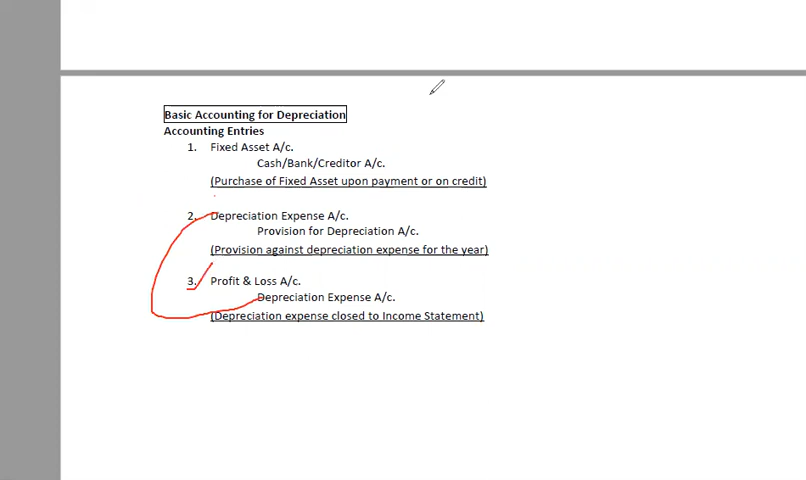 Basic Accounting for Depreciation
Accounting Entries
1. Fixed Asset A/c.
Cash/Bank/Creditor A/c.
(Purchase of Fixed Asset upon payment or on credit)
2. Depreciation Expense A/c.
Provision for Depreciation A/c.
(Provision against depreciation expense for the year)
3. Profit & Loss A/c.
Depreciation Expense A/c.
(Depreciation expense closed to Income Statement)